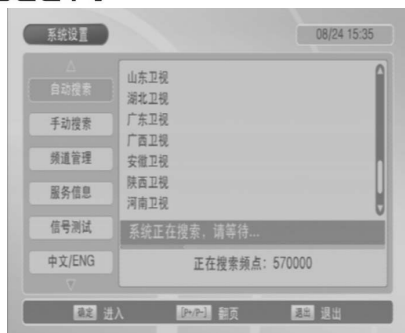 系统设置
08/24 15:35
自动搜索
手动搜索
频道管理
服务信息
信号测试
中文/ENG
山东卫视
湖北卫视
广东卫视
广西卫视
安徽卫视
陕西卫视
河南卫视
系统正在搜索，请等待...
正在搜索频点：570000
确定 进入
[P+/P-] 翻页
退出 退出